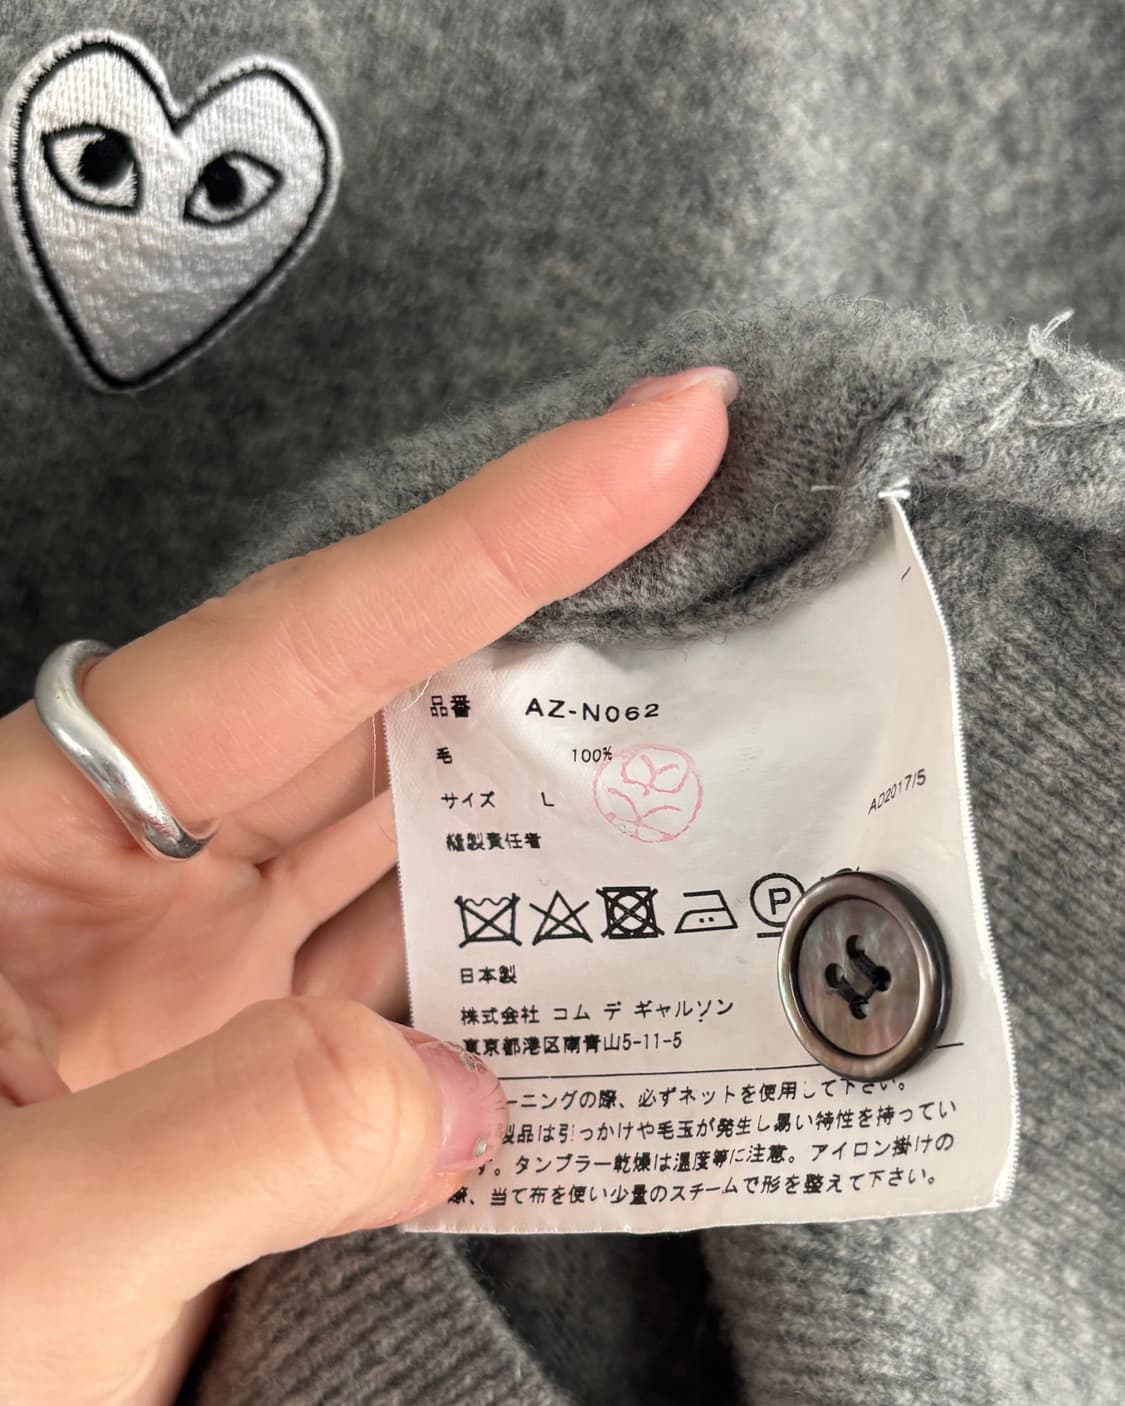 品番 AZ-N062
毛 100%
サイズ L
縫製責任者
AD2017/5
P
日本製
株式会社 コム デ ギャルソン
東京都港区南青山5-11-5
ーニングの際、必ずネットを使用して下さい。
製品は引っかけや毛玉が発生し易い特性を持ってい
す。タンブラー乾燥は温度等に注意。アイロン掛けの
際、当て布を使い少量のスチームで形を整えて下さい。